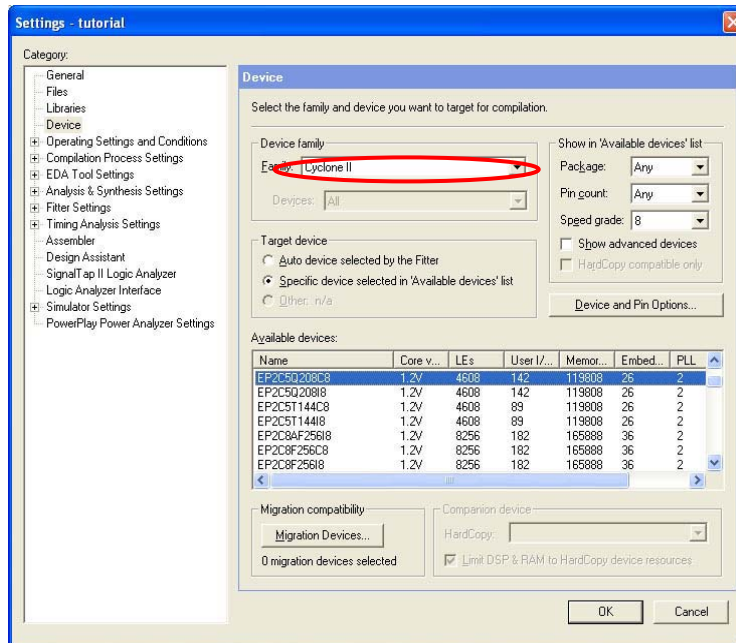 Settings - tutorial
Category:
General
Files
Libraries
Device
Operating Settings and Conditions
Compilation Process Settings
EDA Tool Settings
Analysis & Synthesis Settings
Fitter Settings
Timing Analysis Settings
Assembler
Design Assistant
SignalTap II Logic Analyzer
Logic Analyzer Interface
Simulator Settings
PowerPlay Power Analyzer Settings
Device
Select the family and device you want to target for compilation.
Device family
Family: Cyclone II
Devices: All
Target device
Auto device selected by the Fitter
Specific device selected in 'Available devices' list
Other: n/a
Show in 'Available devices' list
Package: Any
Pin count: Any
Speed grade: 8
Show advanced devices
HardCopy compatible only
Device and Pin Options...
Available devices:
Name Core v... LEs User I/... Memor... Embed... PLL
EP2C5Q208C8 1.2V 4608 142 119808 26 2
EP2C5Q208I8 1.2V 4608 142 119808 26 2
EP2C5T144C8 1.2V 4608 89 119808 26 2
EP2C5T144I8 1.2V 4608 89 119808 26 2
EP2C8AF256I8 1.2V 8256 182 165888 36 2
EP2C8F256C8 1.2V 8256 182 165888 36 2
EP2C8F256I8 1.2V 8256 182 165888 36 2
Migration compatibility
Migration Devices...
0 migration devices selected
Companion device
HardCopy:
Limit DSP & RAM to HardCopy device resources
OK
Cancel